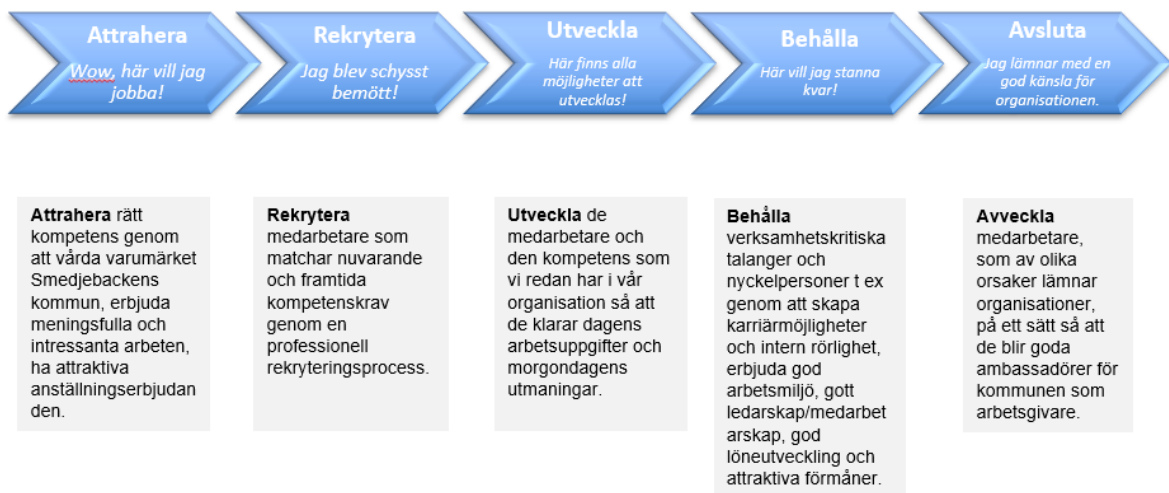 Attrahera
Wow, här vill jag
jobba!
Rekrytera
Jag blev schysst
bemött!
Utveckla
Här finns alla
möjligheter att
utvecklas!
Behålla
Här vill jag stanna
kvar!
Avsluta
Jag lämnar med en
god känsla för
organisationen.
Attrahera rätt
kompetens genom
att vårda varumärket
Smedjebackens
kommun, erbjuda
meningsfulla och
intressanta arbeten,
ha attraktiva
anställningserbjudan
den.
Rekrytera
medarbetare som
matchar nuvarande
och framtida
kompetenskrav
genom en
professionell
rekryteringsprocess.
Utveckla de
medarbetare och
den kompetens som
vi redan har i vår
organisation så att
de klarar dagens
arbetsuppgifter och
morgondagens
utmaningar.
Behålla
verksamhetskritiska
talanger och
nyckelpersoner t ex
genom att skapa
karriärmöjligheter
och intern rörlighet,
erbjuda god
arbetsmiljö, gott
ledarskap/medarbet
arskap, god
löneutveckling och
attraktiva förmåner.
Avveckla
medarbetare,
som av olika
orsaker lämnar
organisationer,
på ett sätt så att
de blir goda
ambassadörer för
kommunen som
arbetsgivare.